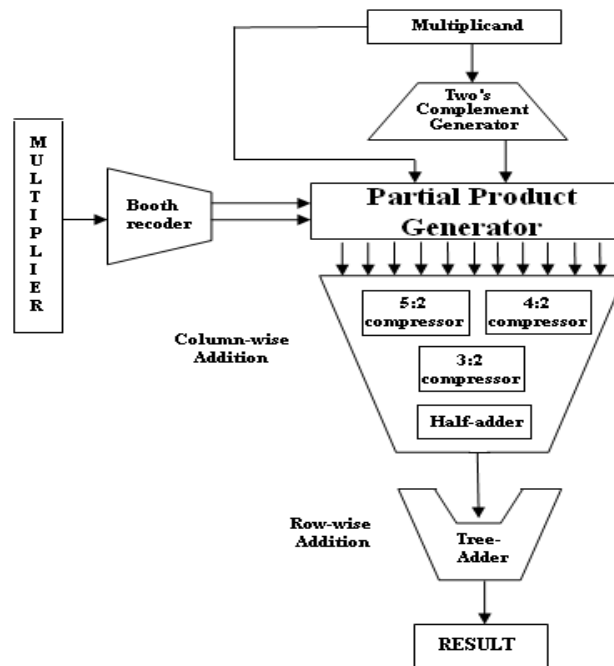 Multiplicand
Two's
Complement
Generator
M
U
L
T
I
P
L
I
E
R
Booth
recoder
Partial Product
Generator
5:2
compressor
4:2
compressor
3:2
compressor
Half-adder
Column-wise
Addition
Row-wise
Addition
Tree-
Adder
RESULT